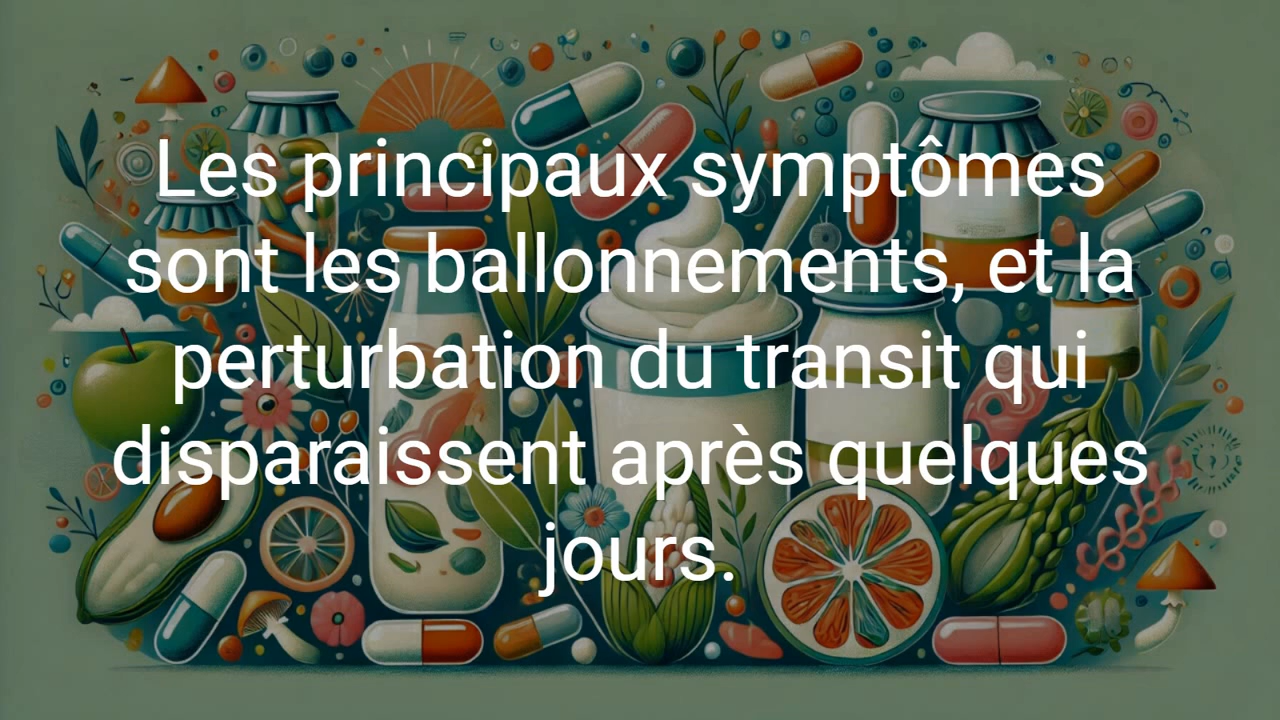 Les principaux symptômes
sont les ballonnements, et la
perturbation du transit qui
disparaissent après quelques
jours.